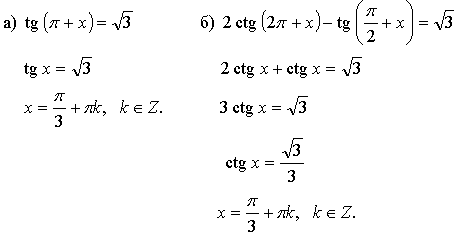 а) tg (π + x) = √3
tg x = √3
x = π/3 + πk, k ∈ Z.
б) 2 ctg (2π + x) − tg (π/2 + x) = √3
2 ctg x + ctg x = √3
3 ctg x = √3
ctg x = √3/3
x = π/3 + πk, k ∈ Z.